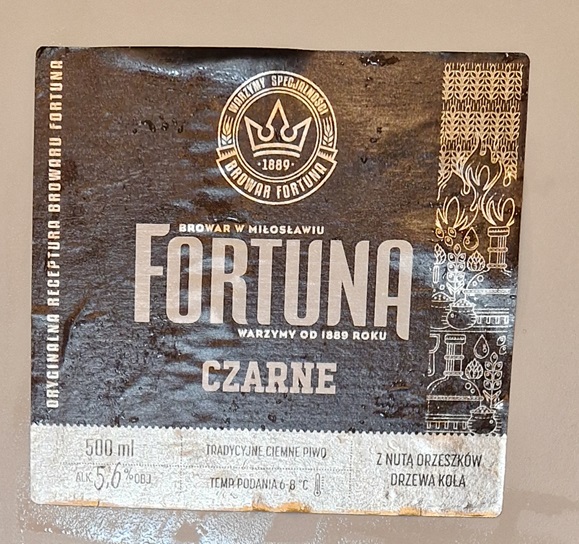 ORYGINALNA RECEPTURA BROWARU FORTUNA
WARZYMY SPECJALNOŚCI
·1889·
BROWAR FORTUNA
BROWAR W MIŁOSŁAWIU
FORTUNA
WARZYMY OD 1889 ROKU
CZARNE
500 ml
ALK. 5,6% OBJ.
TRADYCYJNE CIEMNE PIWO
TEMP. PODANIA 6-8 °C
Z NUTĄ ORZESZKÓW
DRZEWA KOLA